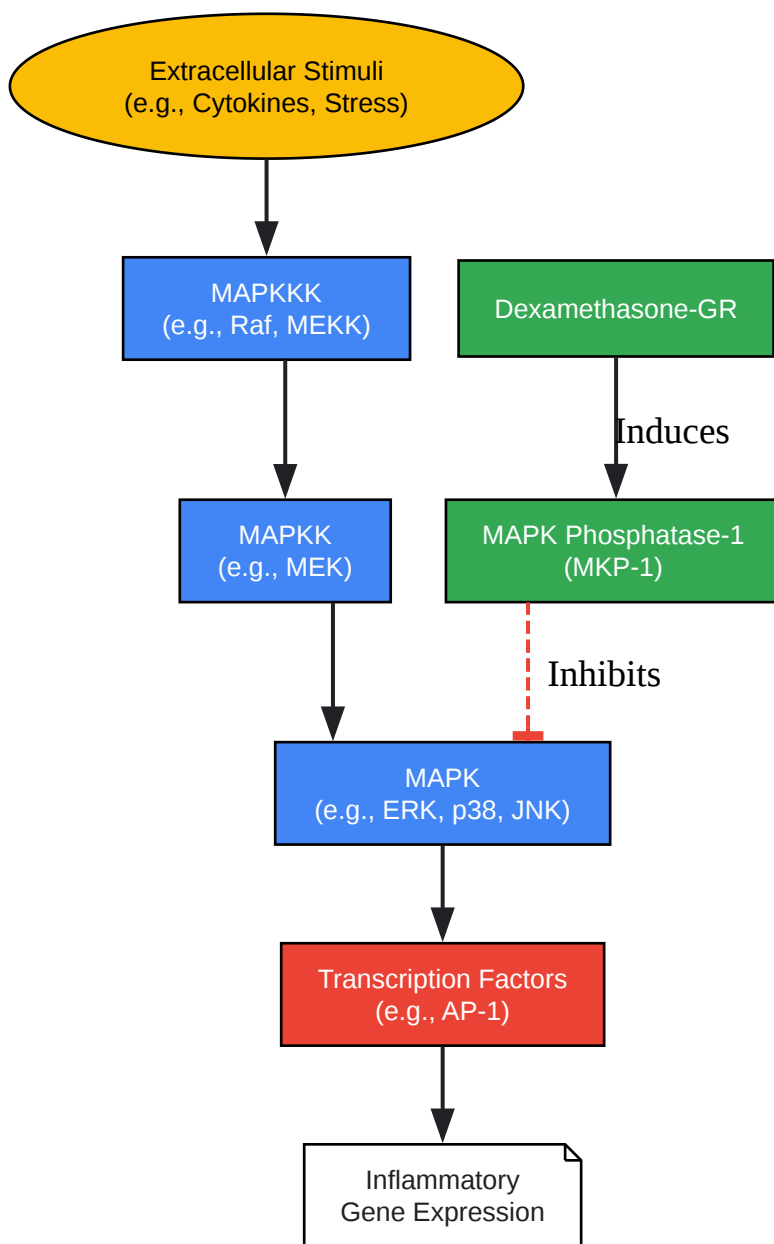 Extracellular Stimuli
(e.g., Cytokines, Stress)
MAPKKK
(e.g., Raf, MEKK)
Dexamethasone-GR
Induces
MAPKK
(e.g., MEK)
MAPK Phosphatase-1
(MKP-1)
Inhibits
MAPK
(e.g., ERK, p38, JNK)
Transcription Factors
(e.g., AP-1)
Inflammatory
Gene Expression